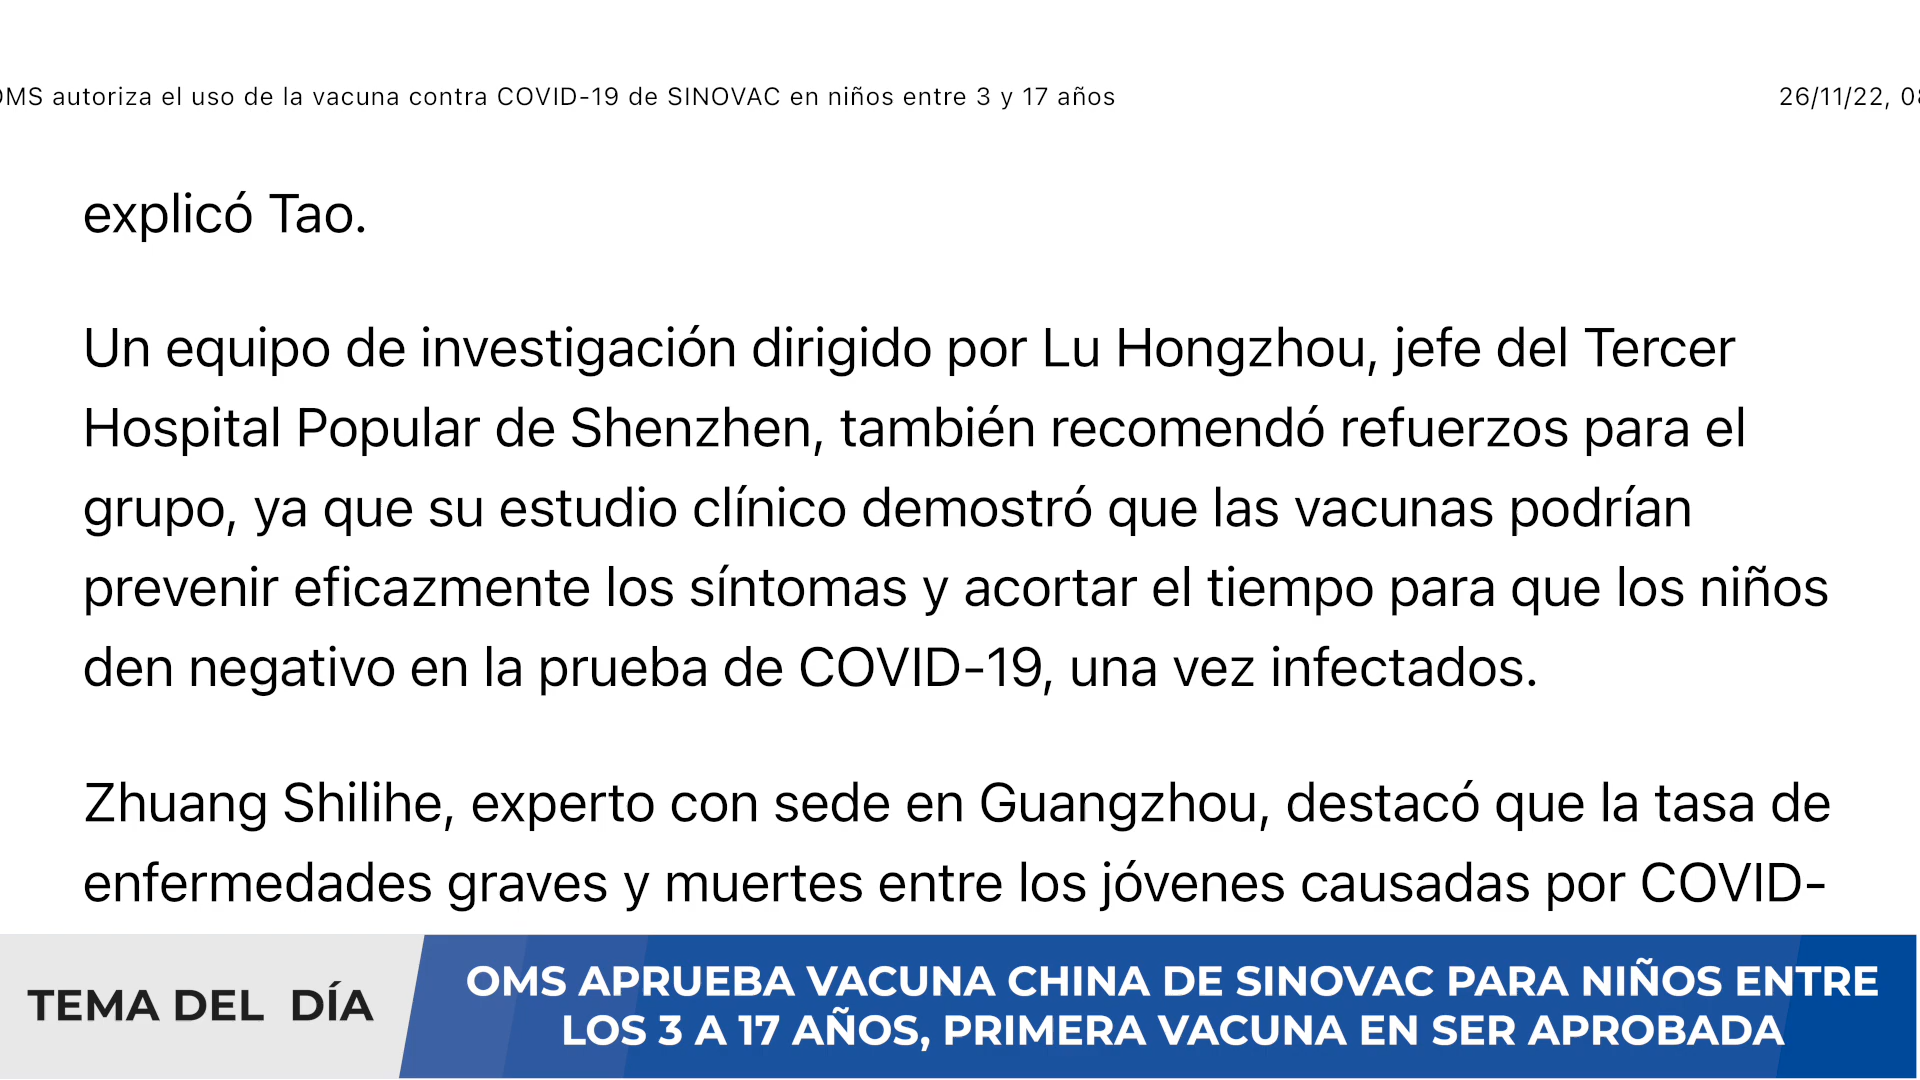 OMS autoriza el uso de la vacuna contra COVID-19 de SINOVAC en niños entre 3 y 17 años
26/11/22, 08
explicó Tao.
Un equipo de investigación dirigido por Lu Hongzhou, jefe del Tercer
Hospital Popular de Shenzhen, también recomendó refuerzos para el
grupo, ya que su estudio clínico demostró que las vacunas podrían
prevenir eficazmente los síntomas y acortar el tiempo para que los niños
den negativo en la prueba de COVID-19, una vez infectados.
Zhuang Shilihe, experto con sede en Guangzhou, destacó que la tasa de
enfermedades graves y muertes entre los jóvenes causadas por COVID-
TEMA DEL DÍA
OMS APRUEBA VACUNA CHINA DE SINOVAC PARA NIÑOS ENTRE
LOS 3 A 17 AÑOS, PRIMERA VACUNA EN SER APROBADA